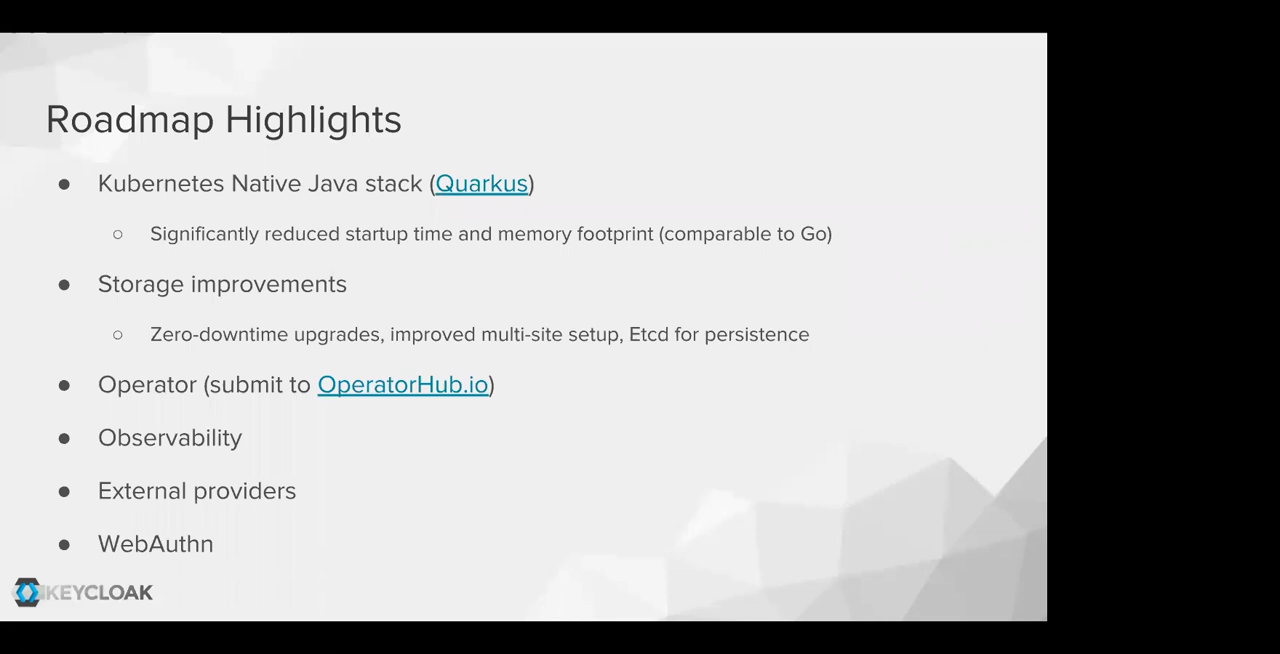 Roadmap Highlights
● Kubernetes Native Java stack (Quarkus)
○ Significantly reduced startup time and memory footprint (comparable to Go)
● Storage improvements
○ Zero-downtime upgrades, improved multi-site setup, Etcd for persistence
● Operator (submit to OperatorHub.io)
● Observability
● External providers
● WebAuthn
KEYCLOAK